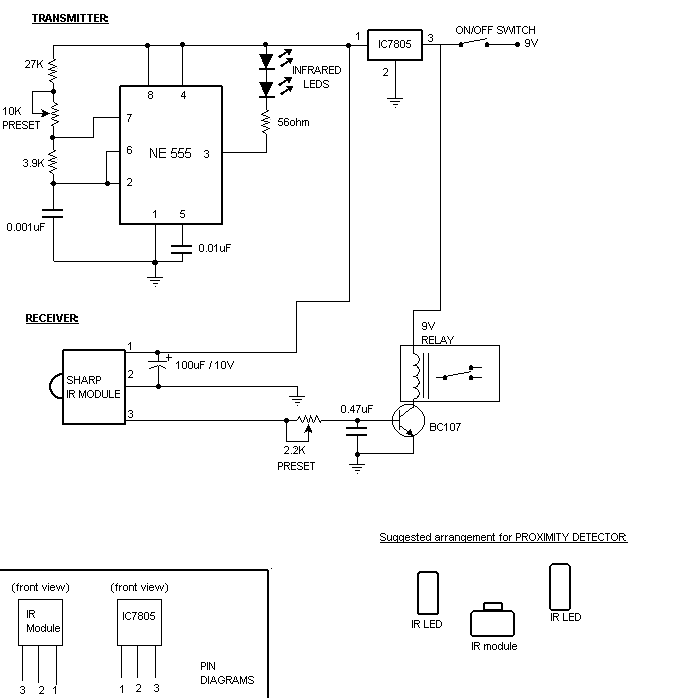 TRANSMITTER:
ON/OFF SWITCH
1
IC7805
3
9V
2
27K
INFRARED
LEDS
8
4
10K
PRESET
7
56ohm
6
NE 555
3
3.9K
2
1
5
0.001uF
0.01uF
RECEIVER:
9V
RELAY
1
+
100uF / 10V
SHARP
IR MODULE
2
3
0.47uF
BC107
2.2K
PRESET
Suggested arrangement for PROXIMITY DETECTOR:
IR LED
IR LED
IR module
(front view)
(front view)
IR
Module
IC7805
PIN
DIAGRAMS
3 2 1
1 2 3